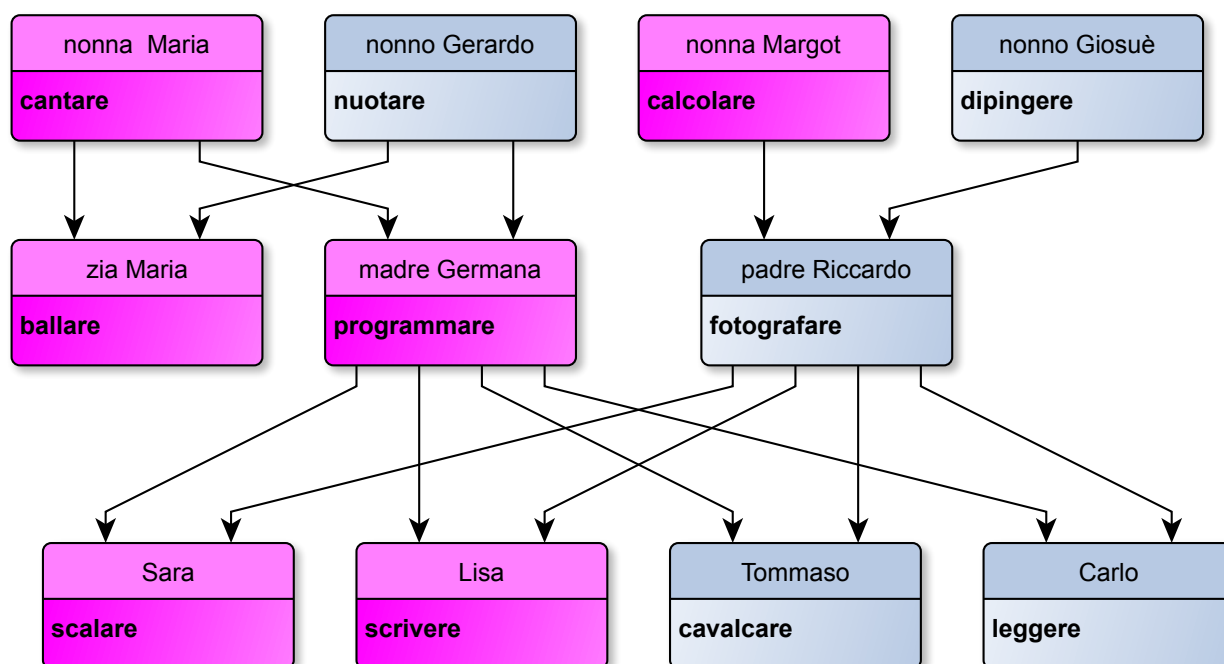 nonna  Maria
cantare
nonno Gerardo
nuotare
nonna Margot
calcolare
nonno Giosuè
dipingere
zia Maria
ballare
madre Germana
programmare
padre Riccardo
fotografare
Sara
scalare
Lisa
scrivere
Tommaso
cavalcare
Carlo
leggere